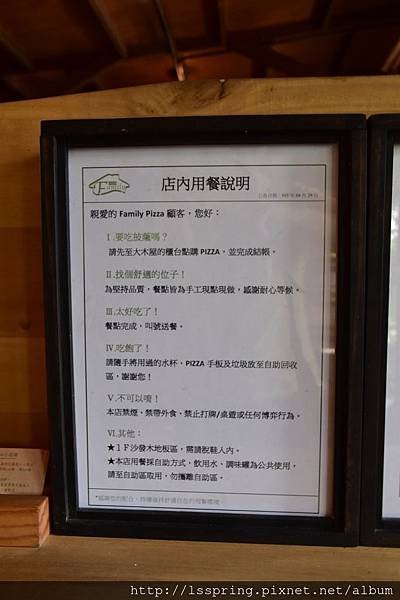 Family
店內用餐說明
親愛的 Family Pizza 顧客，您好：
Ⅰ.要吃披薩嗎？
請先至大木屋的櫃台點購 PIZZA，並完成結帳。
Ⅱ.找個舒適的位子！
為堅持品質，餐點皆為手工現點現做，感謝耐心等候。
Ⅲ.太好吃了！
餐點完成，叫號送餐。
Ⅳ.吃飽了！
請隨手將用過的水杯、PIZZA 手板及垃圾放至自助回收
區，謝謝您！
Ⅴ.不可以唷！
本店禁煙、禁帶外食、禁止打牌/桌遊或任何博弈行為。
Ⅵ.其他：
★１Ｆ沙發木地板區，需請脫鞋入內。
★本店用餐採自助方式，飲用水、調味罐為公共使用，
請至自助區取用，勿攜離自助區。
http://lsspring.pixnet.net/album